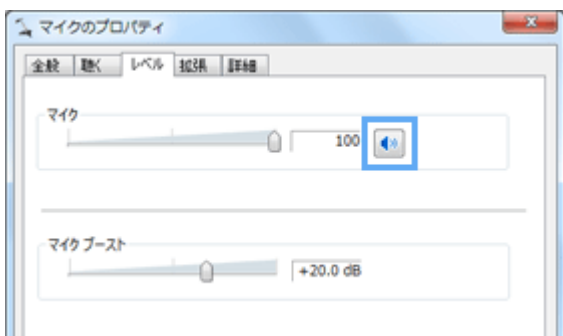 マイクのプロパティ
全般 聴く レベル 拡張 詳細
マイク
100
マイク ブースト
+20.0 dB